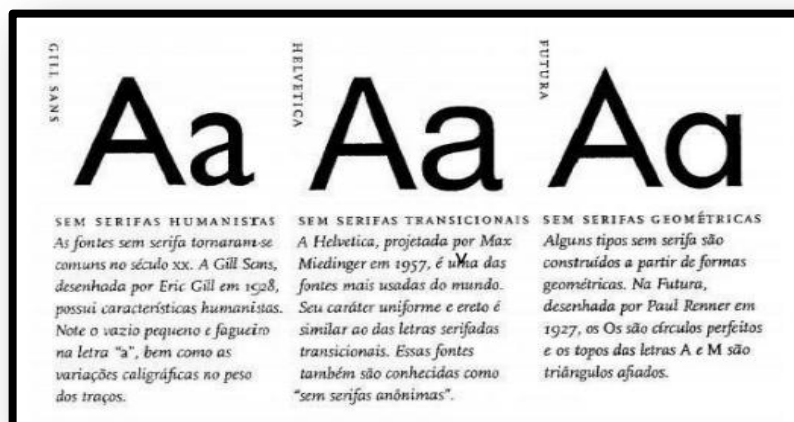 GILL SANS
Aa
SEM SERIFAS HUMANISTAS
As fontes sem serifa tornaram-se
comuns no século XX. A Gill Sans,
desenhada por Eric Gill em 1928,
possui características humanistas.
Note o vazio pequeno e fagueiro
na letra "a", bem como as
variações caligráficas no peso
dos traços.
HELVETICA
Aa
SEM SERIFAS TRANSICIONAIS
A Helvetica, projetada por Max
Miedinger em 1957, é uma das
fontes mais usadas do mundo.
Seu caráter uniforme e ereto é
similar ao das letras serifadas
transicionais. Essas fontes
também são conhecidas como
"sem serifas anônimas".
FUTURA
Aa
SEM SERIFAS GEOMÉTRICAS
Alguns tipos sem serifa são
construídos a partir de formas
geométricas. Na Futura,
desenhada por Paul Renner em
1927, os Os são círculos perfeitos
e os topos das letras A e M são
triângulos afiados.